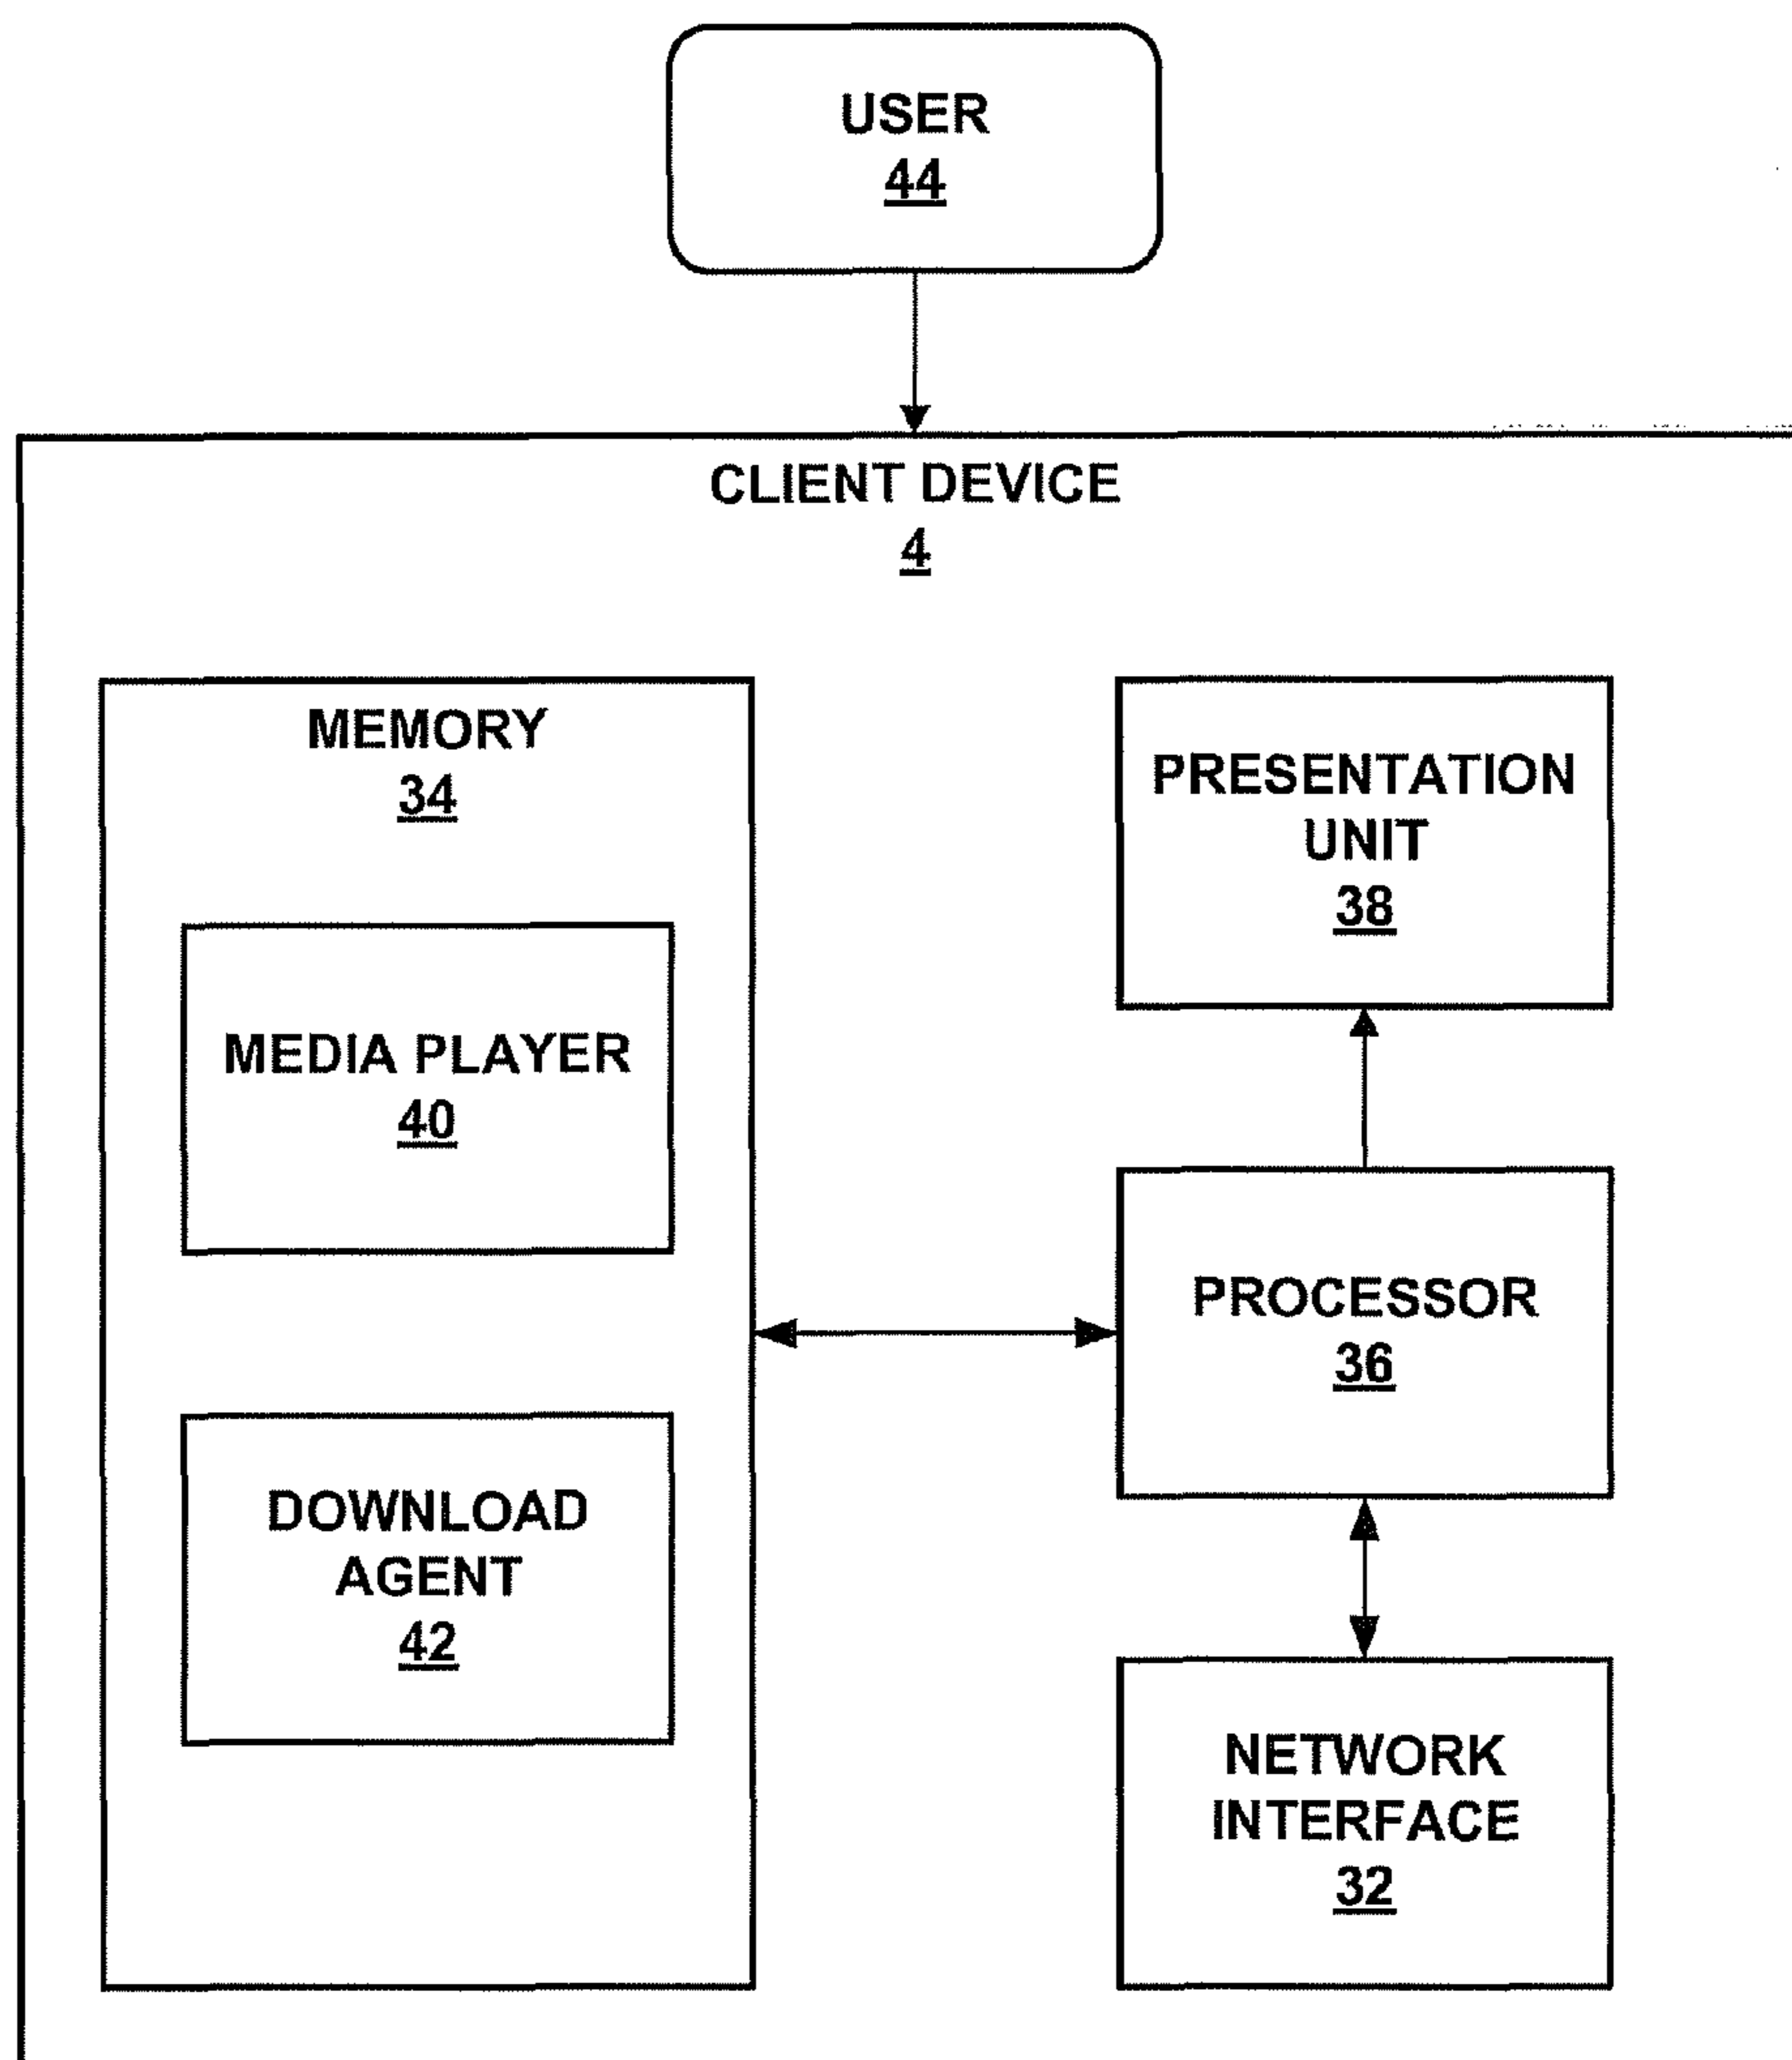 USER
44
CLIENT DEVICE
4
MEMORY
34
MEDIA PLAYER
40
DOWNLOAD
AGENT
42
PRESENTATION
UNIT
38
PROCESSOR
36
NETWORK
INTERFACE
32